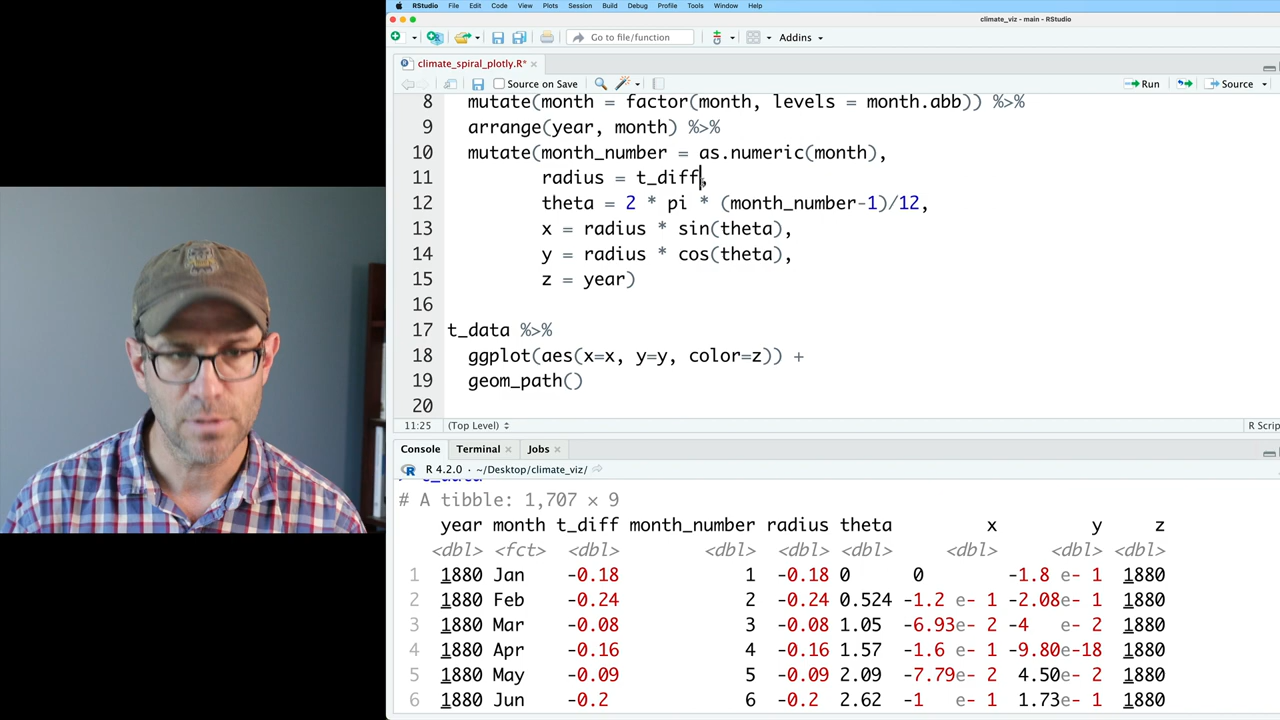 RStudio File Edit Code View Plots Session Build Debug Profile Tools Window Help
climate_viz - main - RStudio
Go to file/function Addins
climate_spiral_plotly.R*
Source on Save Run Source
8 mutate(month = factor(month, levels = month.abb)) %>%
9 arrange(year, month) %>%
10 mutate(month_number = as.numeric(month),
11 radius = t_diff,
12 theta = 2 * pi * (month_number-1)/12,
13 x = radius * sin(theta),
14 y = radius * cos(theta),
15 z = year)
16
17 t_data %>%
18 ggplot(aes(x=x, y=y, color=z)) +
19 geom_path()
20
11:25 (Top Level) R Scrip
Console Terminal Jobs
R 4.2.0 · ~/Desktop/climate_viz/
# A tibble: 1,707 × 9
year month t_diff month_number radius theta x y z
<dbl> <fct> <dbl> <dbl> <dbl> <dbl> <dbl> <dbl> <dbl>
1 1880 Jan -0.18 1 -0.18 0 0 -1.8 e- 1 1880
2 1880 Feb -0.24 2 -0.24 0.524 -1.2 e- 1 -2.08e- 1 1880
3 1880 Mar -0.08 3 -0.08 1.05 -6.93e- 2 -4 e- 2 1880
4 1880 Apr -0.16 4 -0.16 1.57 -1.6 e- 1 -9.80e-18 1880
5 1880 May -0.09 5 -0.09 2.09 -7.79e- 2 4.50e- 2 1880
6 1880 Jun -0.2 6 -0.2 2.62 -1 e- 1 1.73e- 1 1880